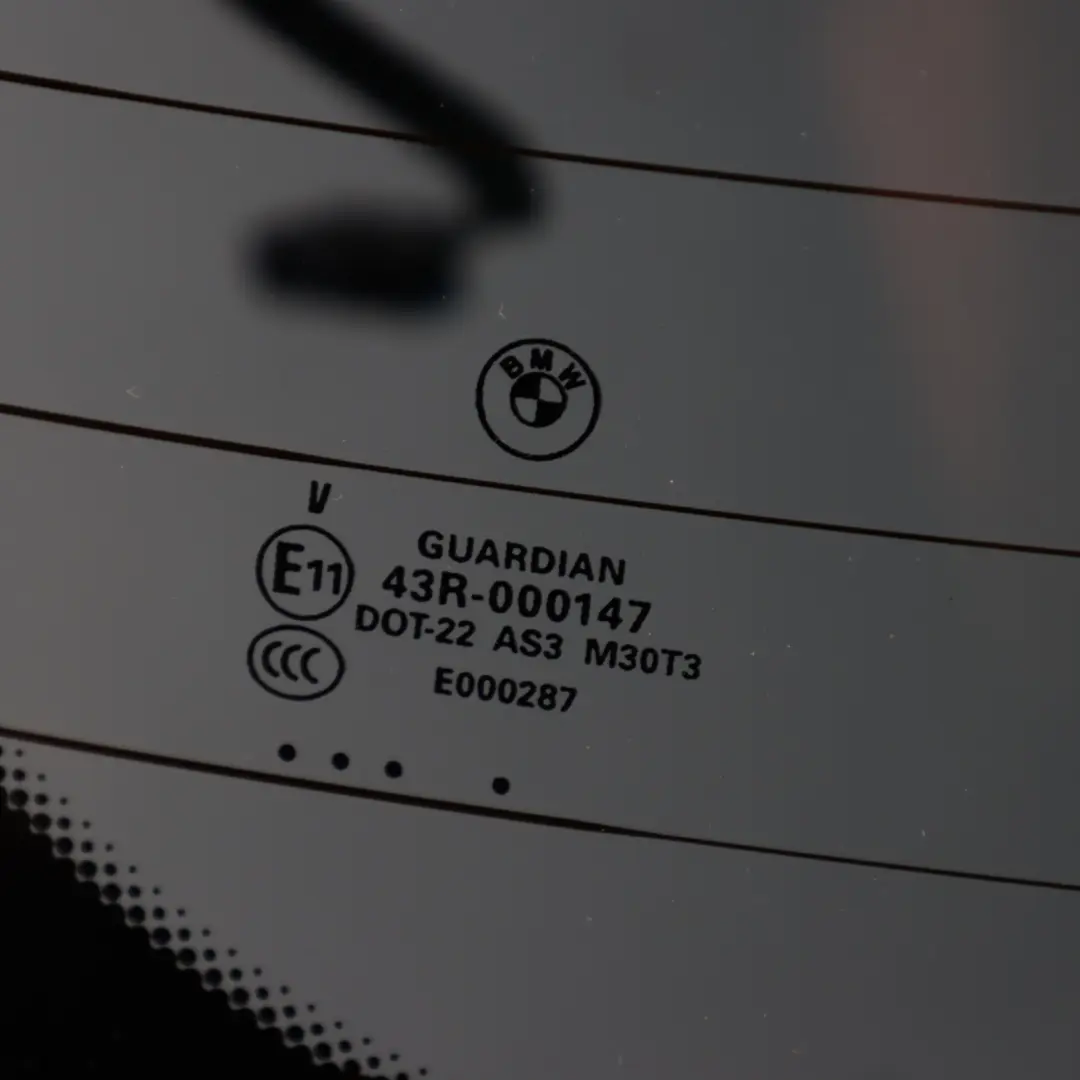 BMW
V
E11
GUARDIAN
43R-000147
DOT-22 AS3 M30T3
CCC
E000287